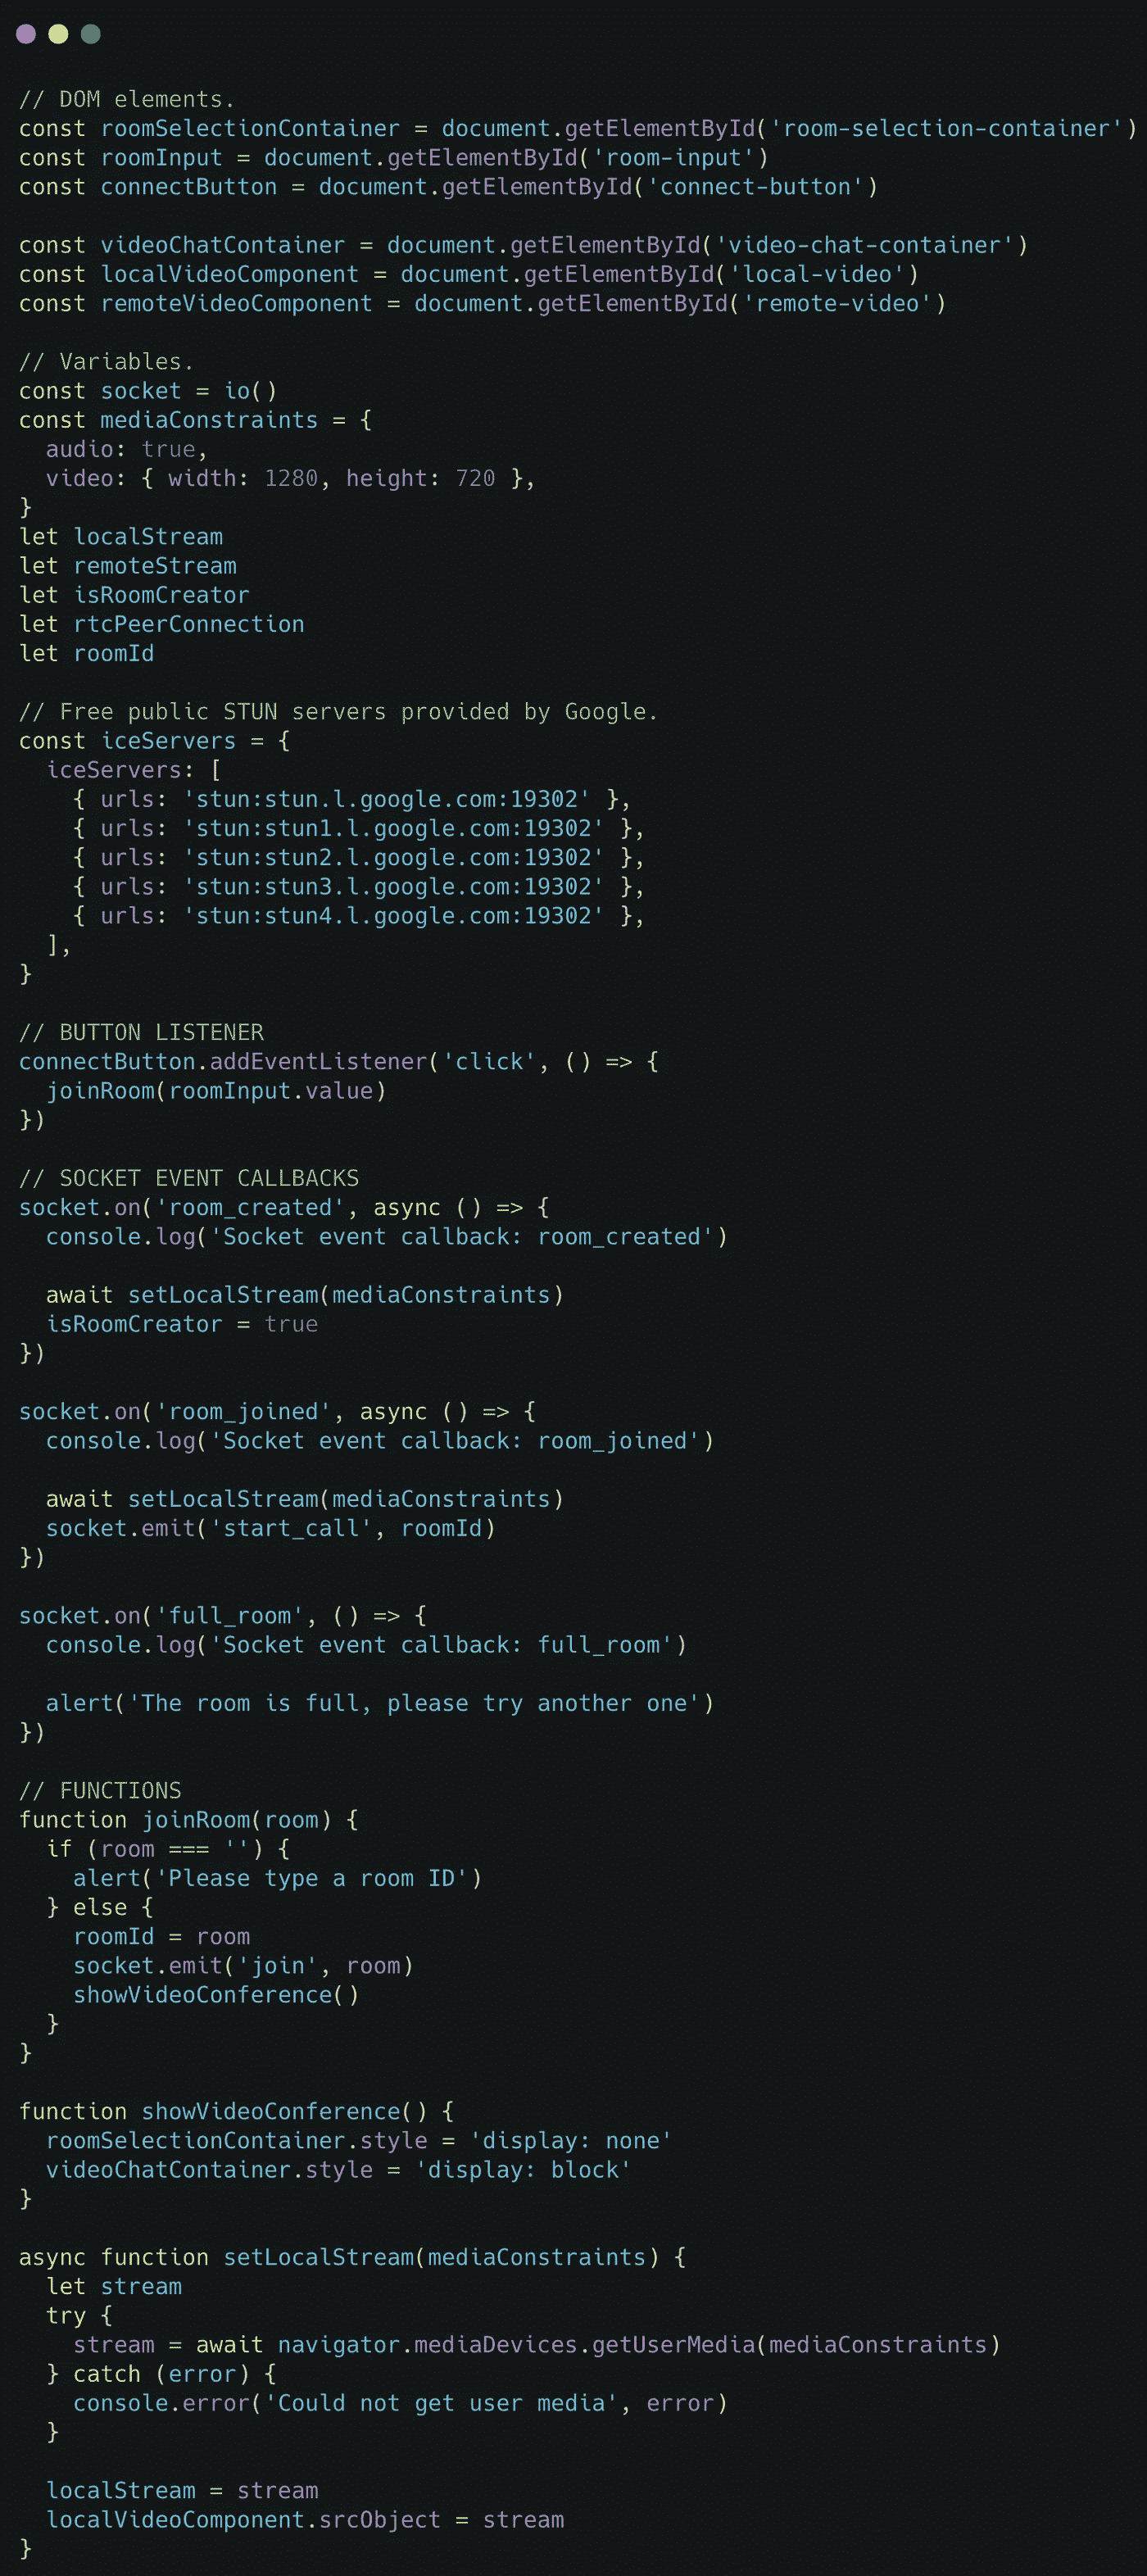 // DOM elements.
const roomSelectionContainer = document.getElementById('room-selection-container')
const roomInput = document.getElementById('room-input')
const connectButton = document.getElementById('connect-button')

const videoChatContainer = document.getElementById('video-chat-container')
const localVideoComponent = document.getElementById('local-video')
const remoteVideoComponent = document.getElementById('remote-video')

// Variables.
const socket = io()
const mediaConstraints = {
  audio: true,
  video: { width: 1280, height: 720 },
}
let localStream
let remoteStream
let isRoomCreator
let rtcPeerConnection
let roomId

// Free public STUN servers provided by Google.
const iceServers = {
  iceServers: [
    { urls: 'stun:stun.l.google.com:19302' },
    { urls: 'stun:stun1.l.google.com:19302' },
    { urls: 'stun:stun2.l.google.com:19302' },
    { urls: 'stun:stun3.l.google.com:19302' },
    { urls: 'stun:stun4.l.google.com:19302' },
  ],
}

// BUTTON LISTENER
connectButton.addEventListener('click', () => {
  joinRoom(roomInput.value)
})

// SOCKET EVENT CALLBACKS
socket.on('room_created', async () => {
  console.log('Socket event callback: room_created')

  await setLocalStream(mediaConstraints)
  isRoomCreator = true
})

socket.on('room_joined', async () => {
  console.log('Socket event callback: room_joined')

  await setLocalStream(mediaConstraints)
  socket.emit('start_call', roomId)
})

socket.on('full_room', () => {
  console.log('Socket event callback: full_room')

  alert('The room is full, please try another one')
})

// FUNCTIONS
function joinRoom(room) {
  if (room === '') {
    alert('Please type a room ID')
  } else {
    roomId = room
    socket.emit('join', room)
    showVideoConference()
  }
}

function showVideoConference() {
  roomSelectionContainer.style = 'display: none'
  videoChatContainer.style = 'display: block'
}

async function setLocalStream(mediaConstraints) {
  let stream
  try {
    stream = await navigator.mediaDevices.getUserMedia(mediaConstraints)
  } catch (error) {
    console.error('Could not get user media', error)
  }

  localStream = stream
  localVideoComponent.srcObject = stream
}